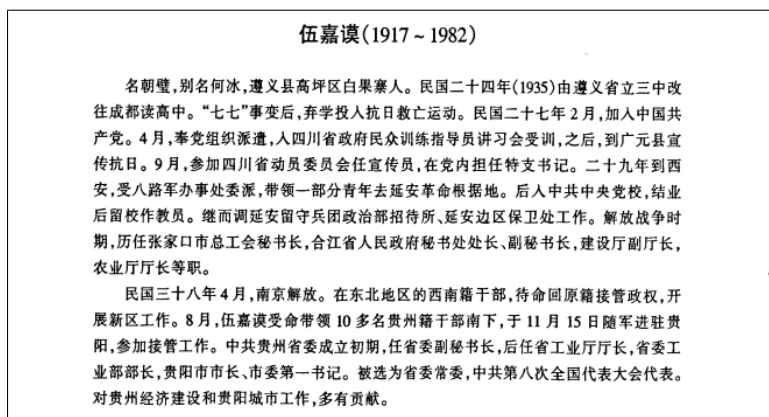 伍嘉谟(1917～1982)
名朝璧,别名何冰,遵义县高坪区白果寨人。民国二十四年(1935)由遵义省立三中改
往成都读高中。“七七”事变后,弃学投入抗日救亡运动。民国二十七年2月,加入中国共
产党。4月,奉党组织派遣,入四川省政府民众训练指导员讲习会受训,之后,到广元县宣
传抗日。9月,参加四川省动员委员会任宣传员,在党内担任特支书记。二十九年到西
安,受八路军办事处委派,带领一部分青年去延安革命根据地。后入中共中央党校,结业
后留校作教员。继而调延安留守兵团政治部招待所、延安边区保卫处工作。解放战争时
期,历任张家口市总工会秘书长,合江省人民政府秘书处处长、副秘书长,建设厅副厅长,
农业厅厅长等职。
民国三十八年4月,南京解放。在东北地区的西南籍干部,待命回原籍接管政权,开
展新区工作。8月,伍嘉谟受命带领10多名贵州籍干部南下,于11月15日随军进驻贵
阳,参加接管工作。中共贵州省委成立初期,任省委副秘书长,后任省工业厅厅长,省委工
业部部长,贵阳市市长、市委第一书记。被选为省委常委,中共第八次全国代表大会代表。
对贵州经济建设和贵阳城市工作,多有贡献。